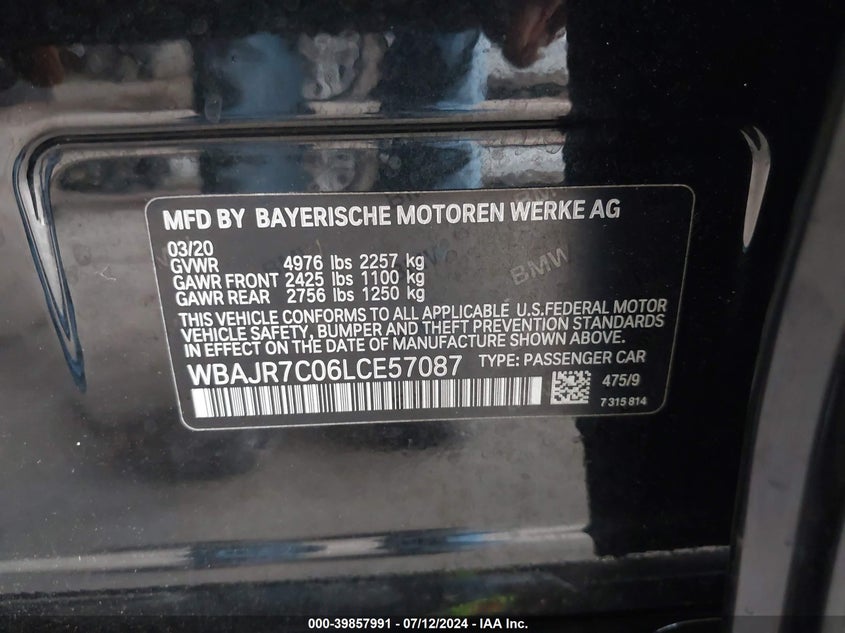 MFD BY BAYERISCHE MOTOREN WERKE AG
03/20
GVWR 4976 lbs 2257 kg
GAWR FRONT 2425 lbs 1100 kg
GAWR REAR 2756 lbs 1250 kg
THIS VEHICLE CONFORMS TO ALL APPLICABLE U.S.FEDERAL MOTOR
VEHICLE SAFETY, BUMPER AND THEFT PREVENTION STANDARDS
IN EFFECT ON THE DATE OF MANUFACTURE SHOWN ABOVE.
WBAJR7C06LCE57087 TYPE: PASSENGER CAR
475/9
7 315 814
BMW
000-39857991 - 07/12/2024 - IAA Inc.